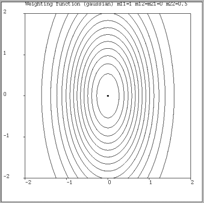 Weighting function (gaussian) m11=1 m12=m21=0 m22=0.5
2
1
0
-1
-2
-2 -1 0 1 2